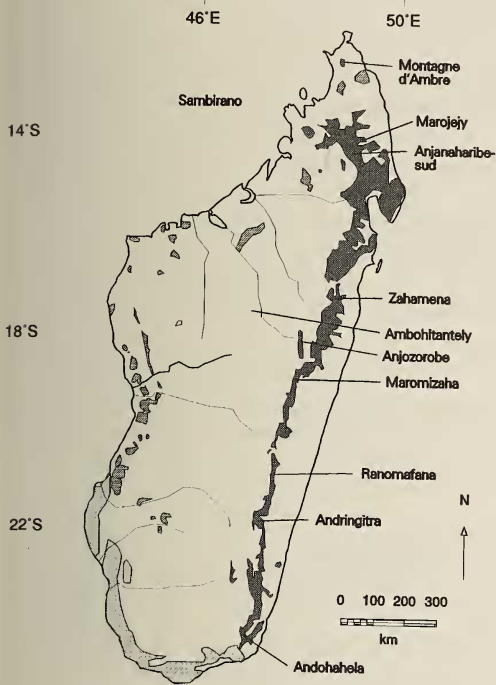 46°E
50°E
Montagne
d'Ambre
Sambirano
14°S
Marojejy
Anjanaharibe-
sud
Zahamena
18°S
Ambohitantely
Anjozorobe
Maromizaha
Ranomafana
N
Andringitra
22°S
0 100 200 300
km
Andohahela